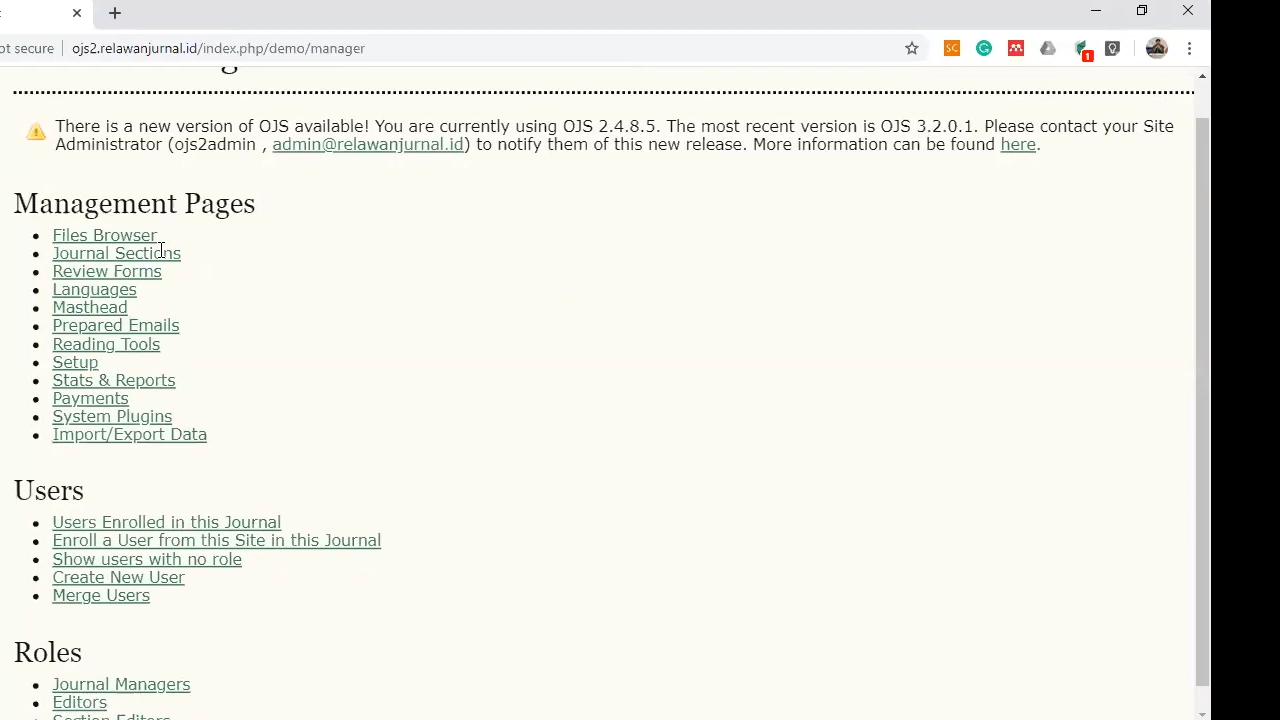 ot secure | ojs2.relawanjurnal.id/index.php/demo/manager
SC
1
There is a new version of OJS available! You are currently using OJS 2.4.8.5. The most recent version is OJS 3.2.0.1. Please contact your Site
Administrator (ojs2admin , admin@relawanjurnal.id) to notify them of this new release. More information can be found here.
Management Pages
Files Browser
Journal Sections
Review Forms
Languages
Masthead
Prepared Emails
Reading Tools
Setup
Stats & Reports
Payments
System Plugins
Import/Export Data
Users
Users Enrolled in this Journal
Enroll a User from this Site in this Journal
Show users with no role
Create New User
Merge Users
Roles
Journal Managers
Editors
Section Editors